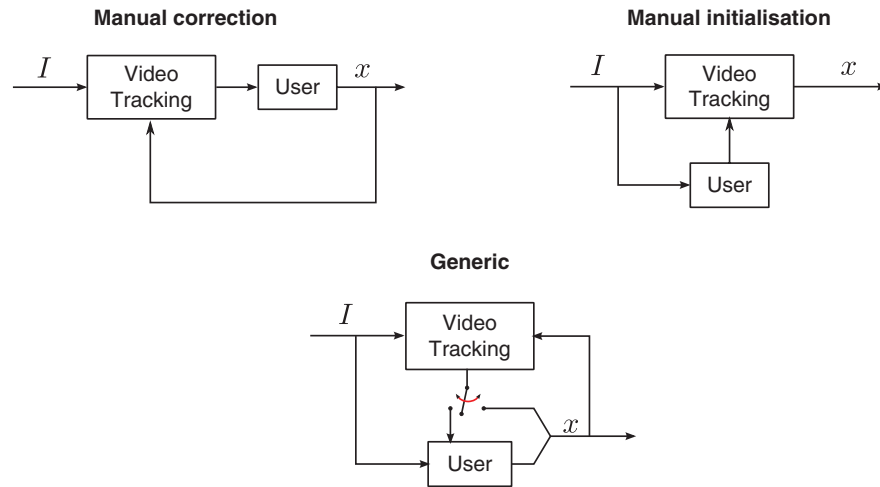 Manual correction
I
Video
Tracking
User
x
Manual initialisation
I
Video
Tracking
x
User
Generic
I
Video
Tracking
x
User